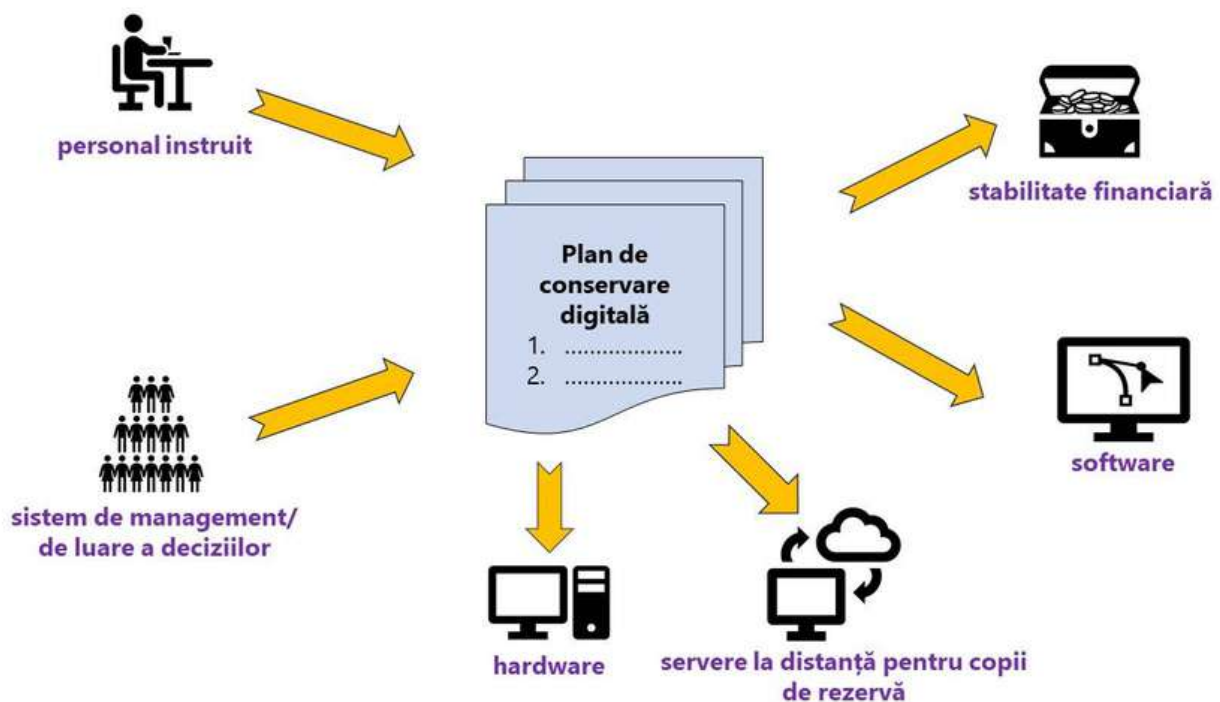 personal instruit
stabilitate financiară
Plan de
conservare
digitală
1. ...................
2. ...................
sistem de management/
de luare a deciziilor
software
hardware
servere la distanță pentru copii
de rezervă